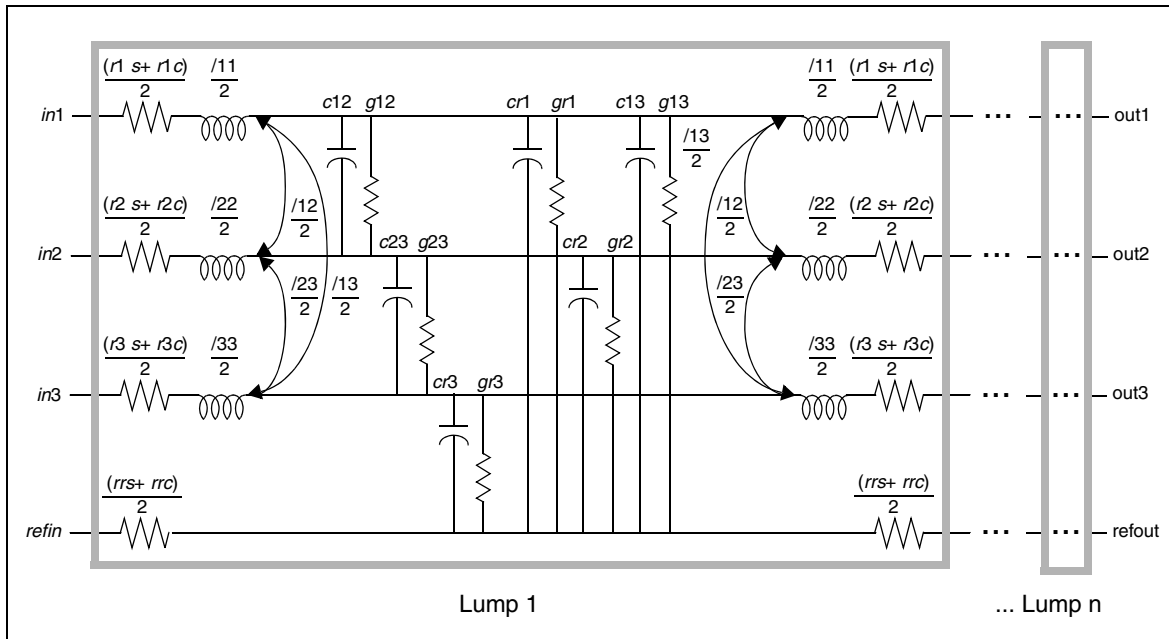 (r1 s+ r1c) /11 /11 (r1 s+ r1c)
2 2 2 2
c12 g12 cr1 gr1 c13 g13
in1 ... ... out1
/13
2
(r2 s+ r2c) /22 /12 /12 /22 (r2 s+ r2c)
2 2 2 2 2 2
c23 g23 cr2 gr2
in2 ... ... out2
/23 /13 /23
2 2 2
(r3 s+ r3c) /33 /33 (r3 s+ r3c)
2 2 2 2
cr3 gr3
in3 ... ... out3
(rrs+ rrc) (rrs+ rrc)
2 2
refin ... ... refout
Lump 1 ... Lump n